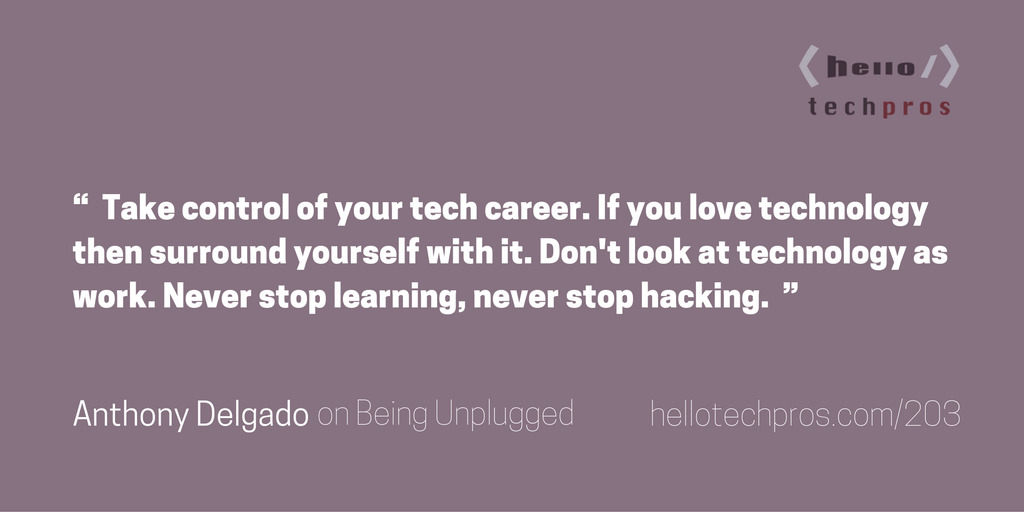 <hello/>
techpros
“ Take control of your tech career. If you love technology
then surround yourself with it. Don't look at technology as
work. Never stop learning, never stop hacking. ”
Anthony Delgado on Being Unplugged hellotechpros.com/203